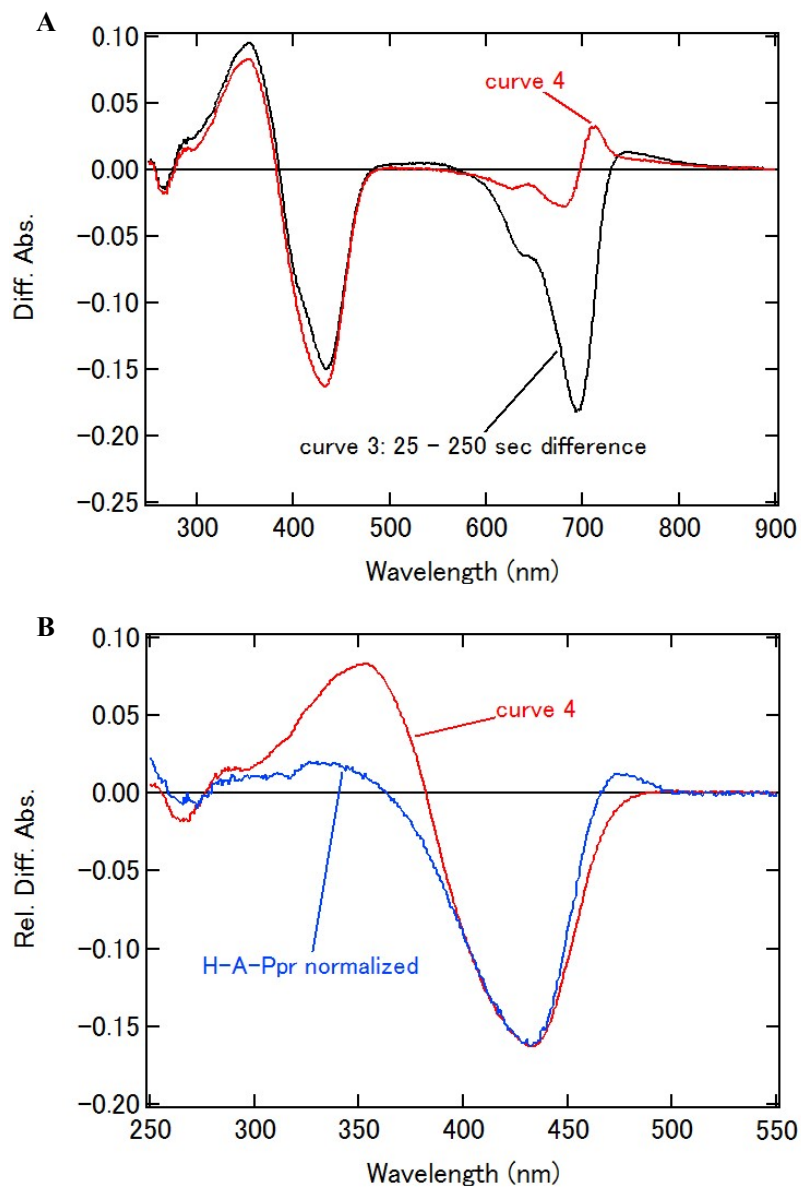 A
0.10
0.05
0.00
-0.05
-0.10
-0.15
-0.20
-0.25
Diff. Abs.
curve 4
curve 3: 25 - 250 sec difference
300 400 500 600 700 800 900
Wavelength (nm)
B
0.10
0.05
0.00
-0.05
-0.10
-0.15
-0.20
Rel. Diff. Abs.
curve 4
H-A-Ppr normalized
250 300 350 400 450 500 550
Wavelength (nm)